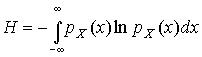 H = -∫_{-∞}^{∞} p_X(x) ln p_X(x)dx